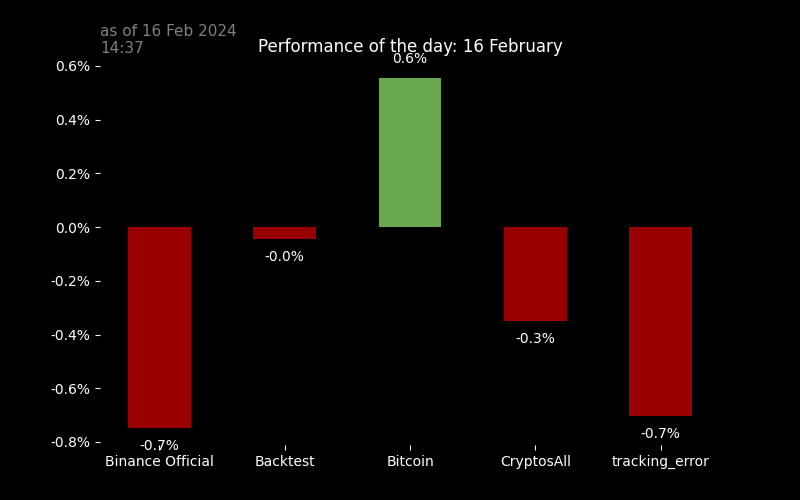 as of 16 Feb 2024
14:37
Performance of the day: 16 February
0.6%
0.6%
0.4%
0.2%
0.0%
-0.0%
-0.2%
-0.3%
-0.4%
-0.6%
-0.7%
-0.8%
-0.7%
Binance Official
Backtest
Bitcoin
CryptosAll
tracking_error